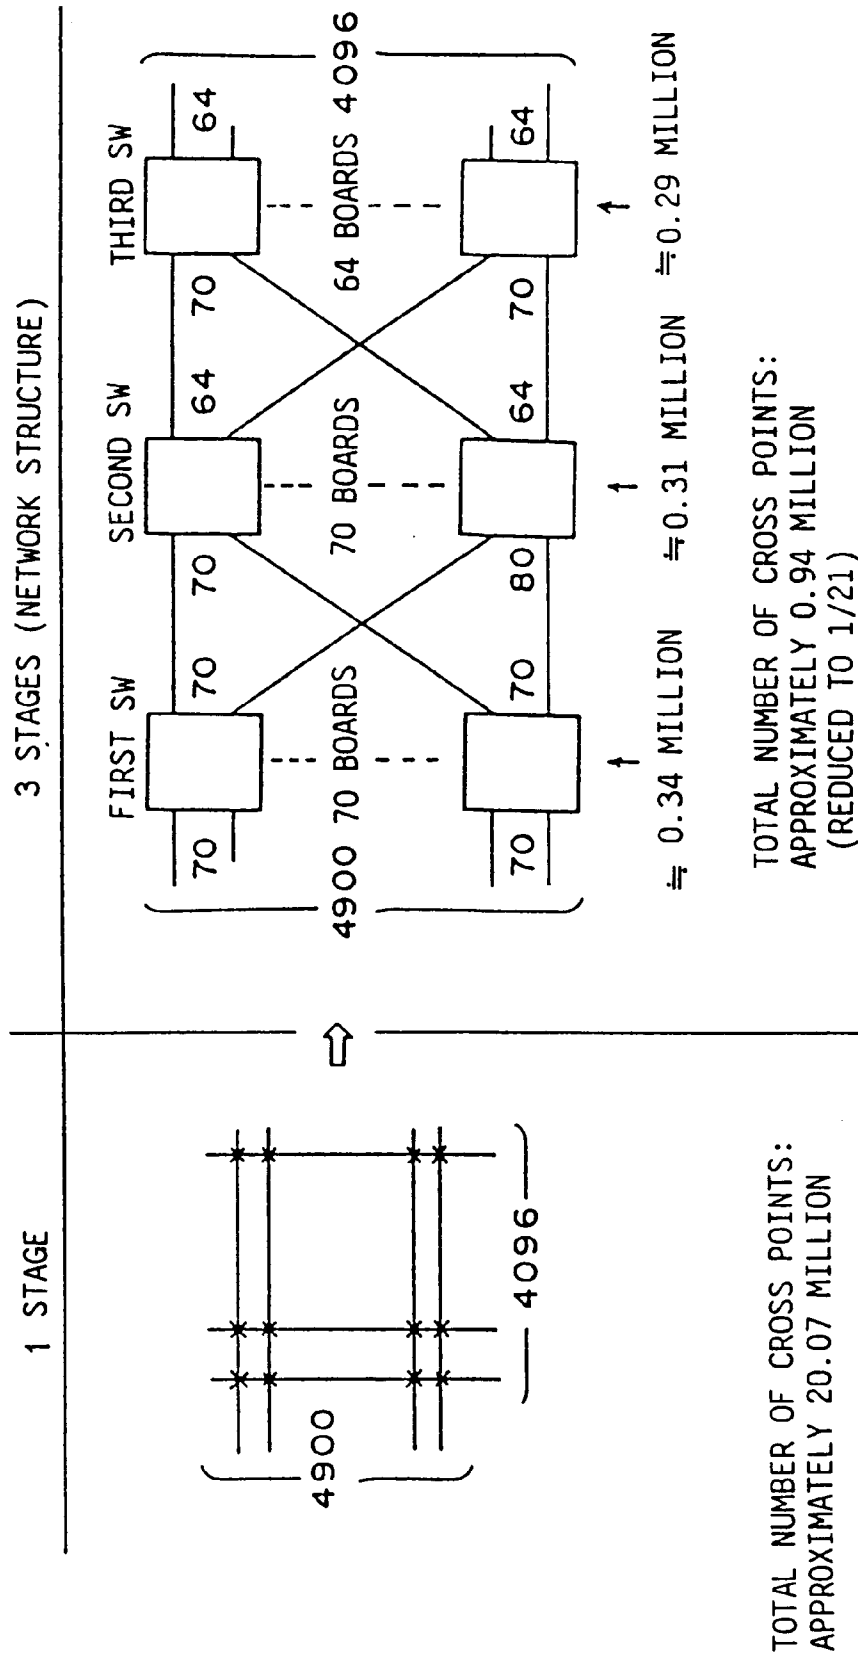 1 STAGE
4900
4096
TOTAL NUMBER OF CROSS POINTS:
APPROXIMATELY 20.07 MILLION
3 STAGES (NETWORK STRUCTURE)
FIRST SW
SECOND SW
THIRD SW
70
70
70
64
70
64
4900 70 BOARDS
70 BOARDS
64 BOARDS 4096
70
70
80
64
70
64
≒ 0.34 MILLION
≒0.31 MILLION
≒0.29 MILLION
TOTAL NUMBER OF CROSS POINTS:
APPROXIMATELY 0.94 MILLION
(REDUCED TO 1/21)